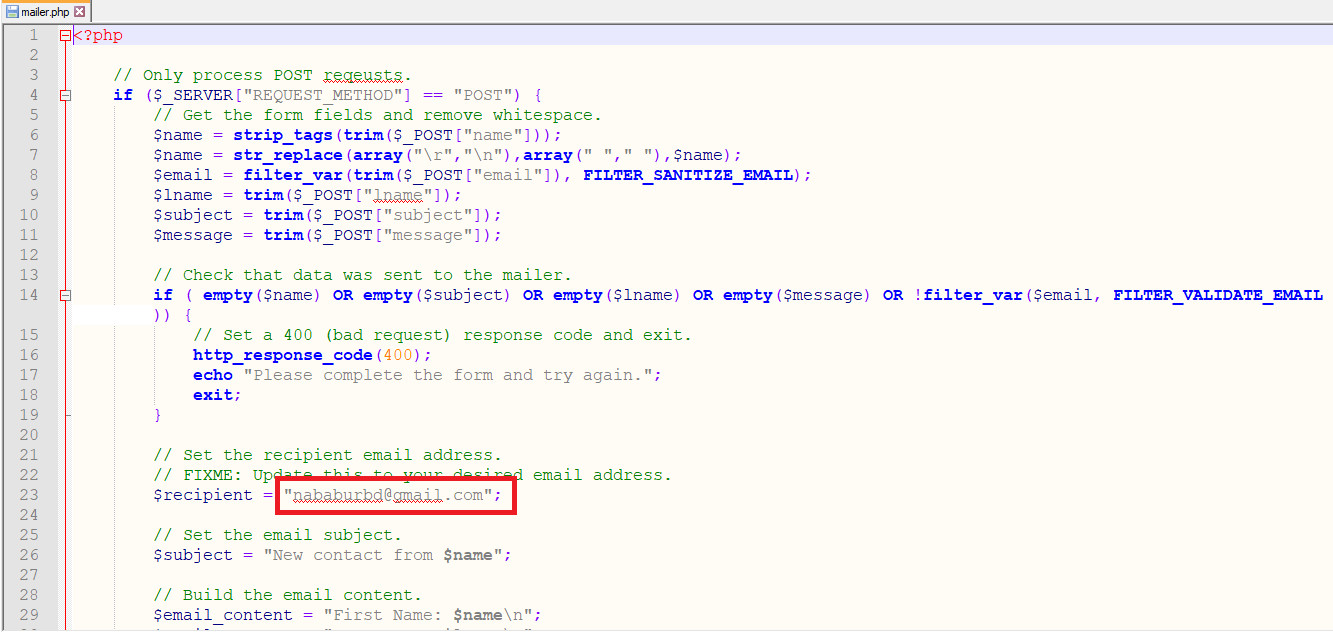 mailer.php
1 <?php
2
3 // Only process POST reqeusts.
4 if ($_SERVER["REQUEST_METHOD"] == "POST") {
5 // Get the form fields and remove whitespace.
6 $name = strip_tags(trim($_POST["name"]));
7 $name = str_replace(array("\r","\n"),array(" "," "),$name);
8 $email = filter_var(trim($_POST["email"]), FILTER_SANITIZE_EMAIL);
9 $lname = trim($_POST["lname"]);
10 $subject = trim($_POST["subject"]);
11 $message = trim($_POST["message"]);
12
13 // Check that data was sent to the mailer.
14 if ( empty($name) OR empty($subject) OR empty($lname) OR empty($message) OR !filter_var($email, FILTER_VALIDATE_EMAIL
)) {
15 // Set a 400 (bad request) response code and exit.
16 http_response_code(400);
17 echo "Please complete the form and try again.";
18 exit;
19 }
20
21 // Set the recipient email address.
22 // FIXME: Update this to your desired email address.
23 $recipient = "nababurbd@gmail.com";
24
25 // Set the email subject.
26 $subject = "New contact from $name";
27
28 // Build the email content.
29 $email_content = "First Name: $name\n";